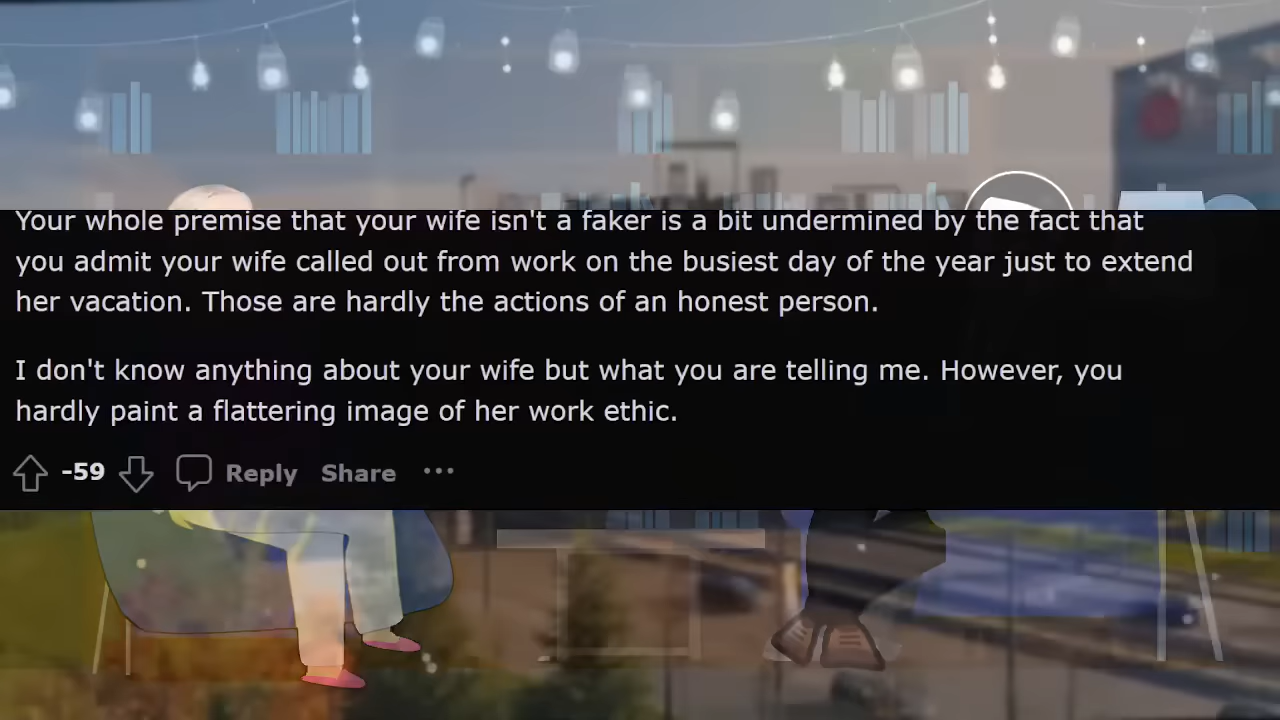 Your whole premise that your wife isn't a faker is a bit undermined by the fact that
you admit your wife called out from work on the busiest day of the year just to extend
her vacation. Those are hardly the actions of an honest person.
I don't know anything about your wife but what you are telling me. However, you
hardly paint a flattering image of her work ethic.
-59 Reply Share ···